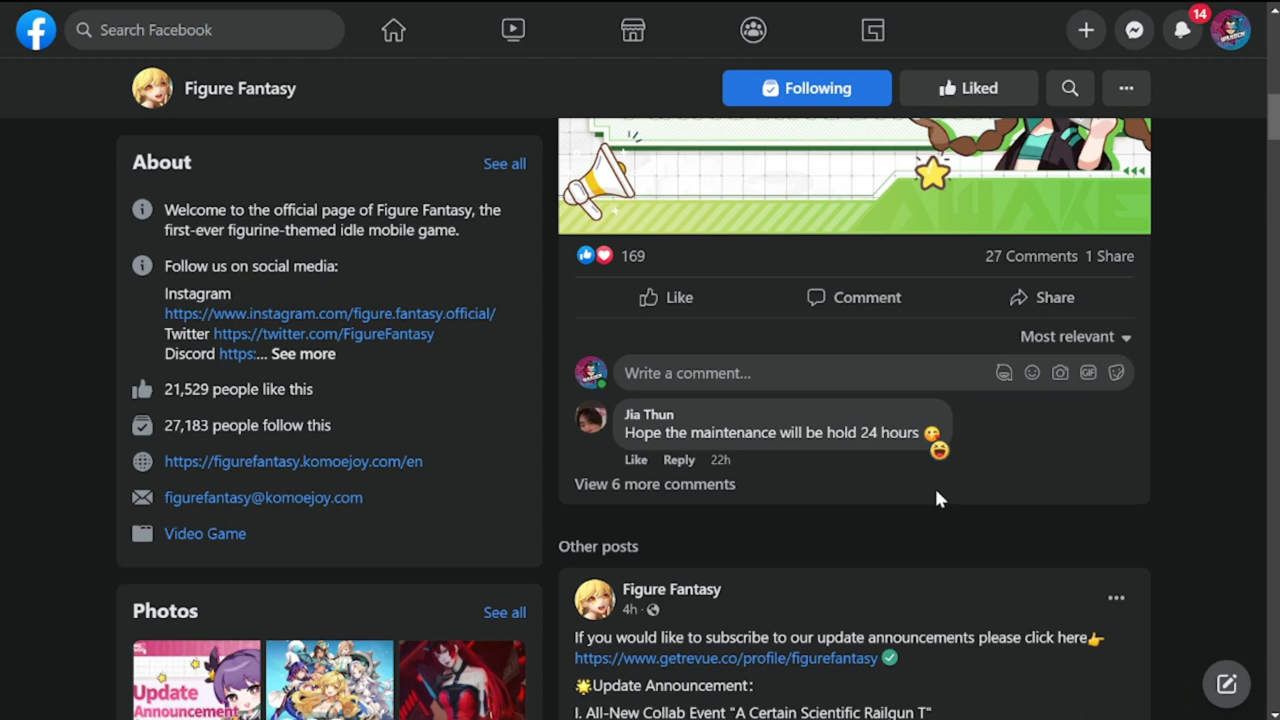 Search Facebook
14
Figure Fantasy
Following
Liked
About
See all
Welcome to the official page of Figure Fantasy, the
first-ever figurine-themed idle mobile game.
Follow us on social media:
Instagram
https://www.instagram.com/figure.fantasy.official/
Twitter https://twitter.com/FigureFantasy
Discord https:... See more
21,529 people like this
27,183 people follow this
https://figurefantasy.komoejoy.com/en
figurefantasy@komoejoy.com
Video Game
Photos
See all
Update
Announcement
AWAKE
169
27 Comments 1 Share
Like
Comment
Share
Most relevant
Write a comment...
GIF
Jia Thun
Hope the maintenance will be hold 24 hours 😋
😆
Like Reply 22h
View 6 more comments
Other posts
Figure Fantasy
4h ·
If you would like to subscribe to our update announcements please click here👉
https://www.getrevue.co/profile/figurefantasy ✅
🌟Update Announcement:
I. All-New Collab Event "A Certain Scientific Railgun T"